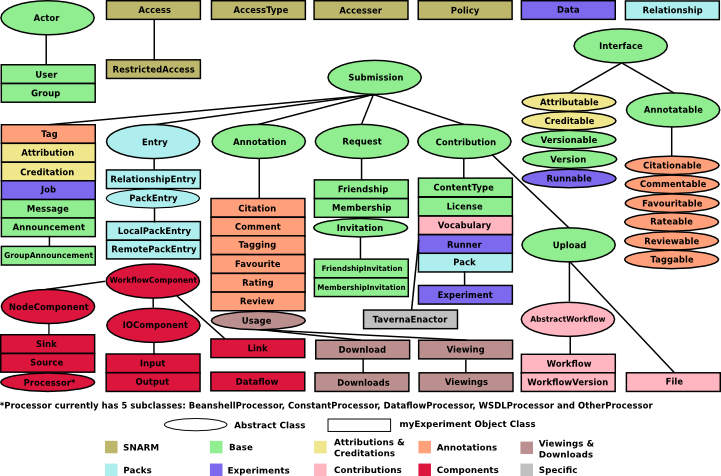 Actor
Access
AccessType
Accesser
Policy
Data
Relationship
User
Group
RestrictedAccess
Submission
Interface
Attributable
Creditable
Versionable
Version
Runnable
Annotatable
Citationable
Commentable
Favouritable
Rateable
Reviewable
Taggable
Tag
Attribution
Creditation
Job
Message
Announcement
GroupAnnouncement
Entry
RelationshipEntry
PackEntry
LocalPackEntry
RemotePackEntry
Annotation
Citation
Comment
Tagging
Favourite
Rating
Review
Usage
Request
Friendship
Membership
Invitation
FriendshipInvitation
MembershipInvitation
Contribution
ContentType
License
Vocabulary
Runner
Pack
Experiment
TavernaEnactor
Upload
AbstractWorkflow
Workflow
WorkflowVersion
File
WorkflowComponent
NodeComponent
IOComponent
Sink
Source
Processor*
Input
Output
Link
Dataflow
Download
Downloads
Viewing
Viewings
*Processor currently has 5 subclasses: BeanshellProcessor, ConstantProcessor, DataflowProcessor, WSDLProcessor and OtherProcessor
Abstract Class
myExperiment Object Class
SNARM
Base
Attributions &
Creditations
Annotations
Viewings &
Downloads
Packs
Experiments
Contributions
Components
Specific